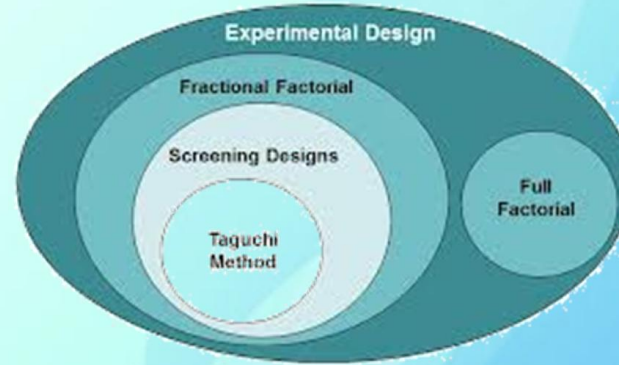 Experimental Design
Fractional Factorial
Screening Designs
Taguchi
Method
Full
Factorial